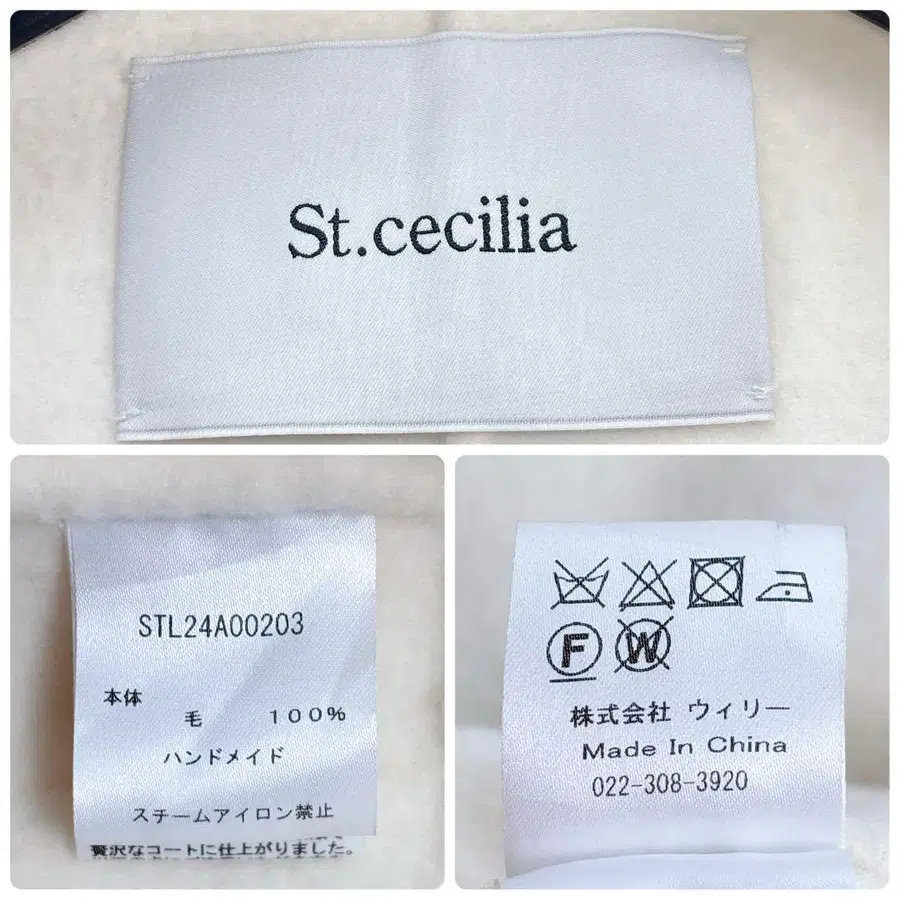 St.cecilia
STL24A00203
本体
毛 100%
ハンドメイド
スチームアイロン禁止
贅沢なコートに仕上がりました。
F W
株式会社 ウィリー
Made In China
022-308-3920